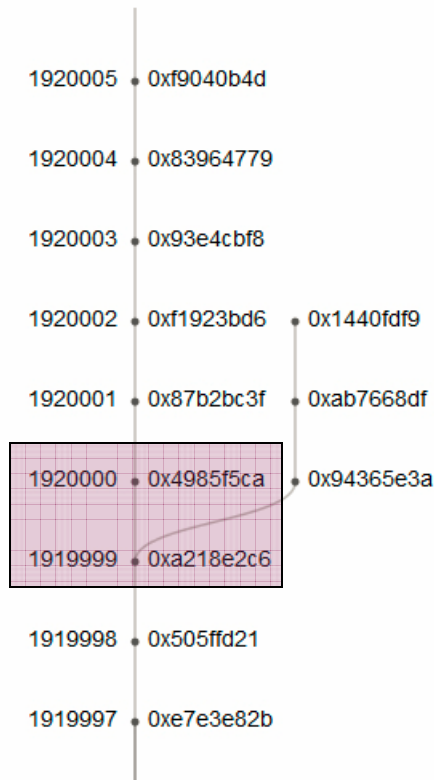 1920005 0xf9040b4d
1920004 0x83964779
1920003 0x93e4cbf8
1920002 0xf1923bd6 0x1440fdf9
1920001 0x87b2bc3f 0xab7668df
1920000 0x4985f5ca 0x94365e3a
1919999 0xa218e2c6
1919998 0x505ffd21
1919997 0xe7e3e82b